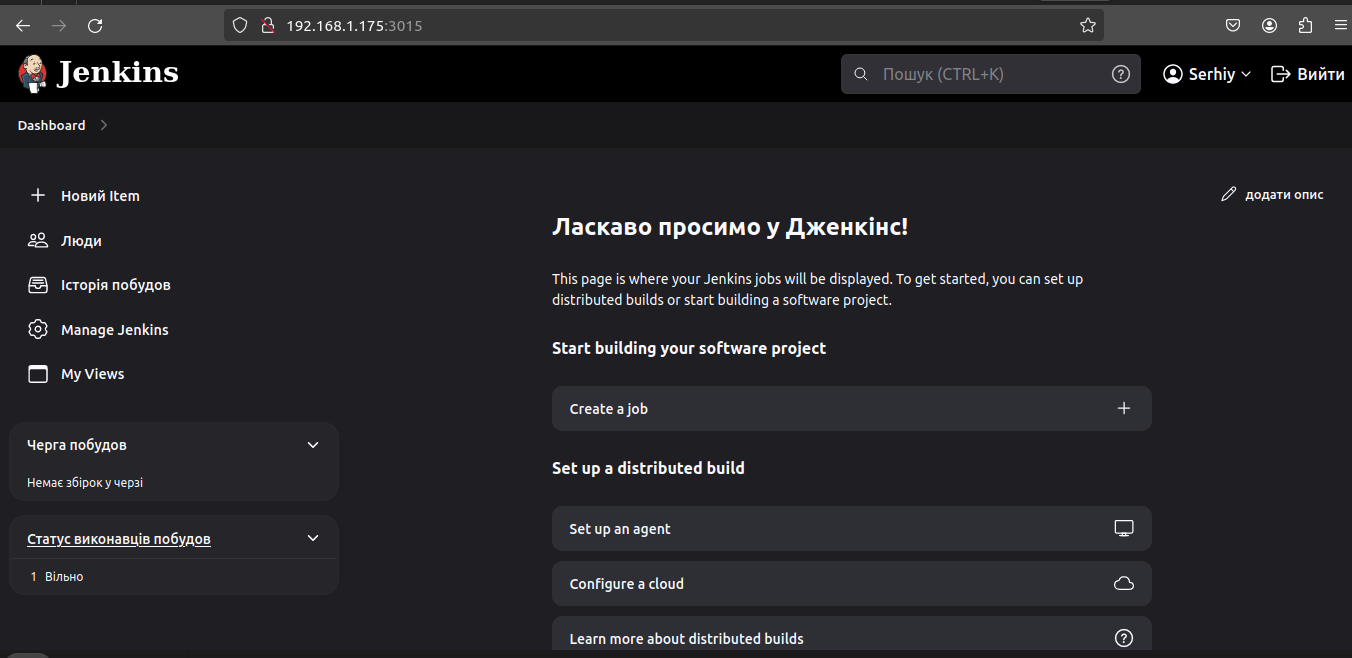 192.168.1.175:3015
Jenkins
Пошук (CTRL+K)
Serhiy
Вийти
Dashboard
Новий Item
Люди
Історія побудов
Manage Jenkins
My Views
Черга побудов
Немає збірок у черзі
Статус виконавців побудов
1 Вільно
додати опис
Ласкаво просимо у Дженкінс!
This page is where your Jenkins jobs will be displayed. To get started, you can set up
distributed builds or start building a software project.
Start building your software project
Create a job
Set up a distributed build
Set up an agent
Configure a cloud
Learn more about distributed builds